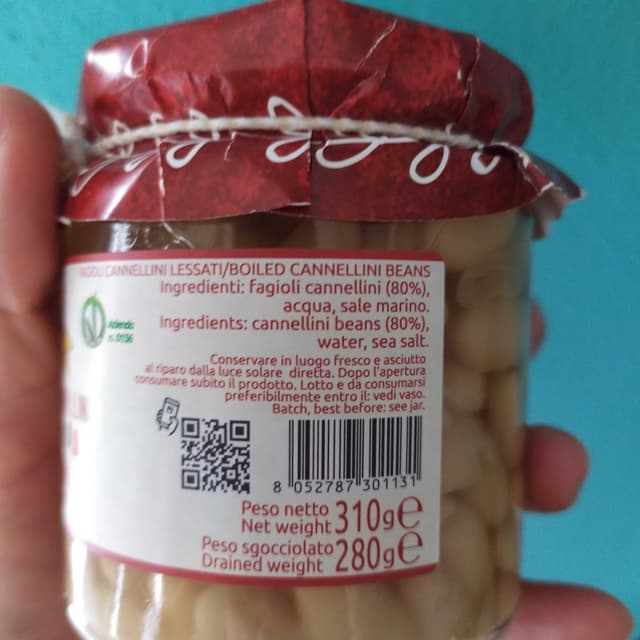 FAGIOLI CANNELLINI LESSATI/BOILED CANNELLINI BEANS
Ingredienti: fagioli cannellini (80%),
acqua, sale marino.
Ingredients: cannellini beans (80%),
water, sea salt.
Azienda
n. 0156
Conservare in luogo fresco e asciutto
al riparo dalla luce solare diretta. Dopo l'apertura
consumare subito il prodotto. Lotto e da consumarsi
preferibilmente entro il: vedi vaso.
Batch, best before: see jar.
8 052787 301131
Peso netto
Net weight 310g e
Peso sgocciolato
Drained weight 280g e